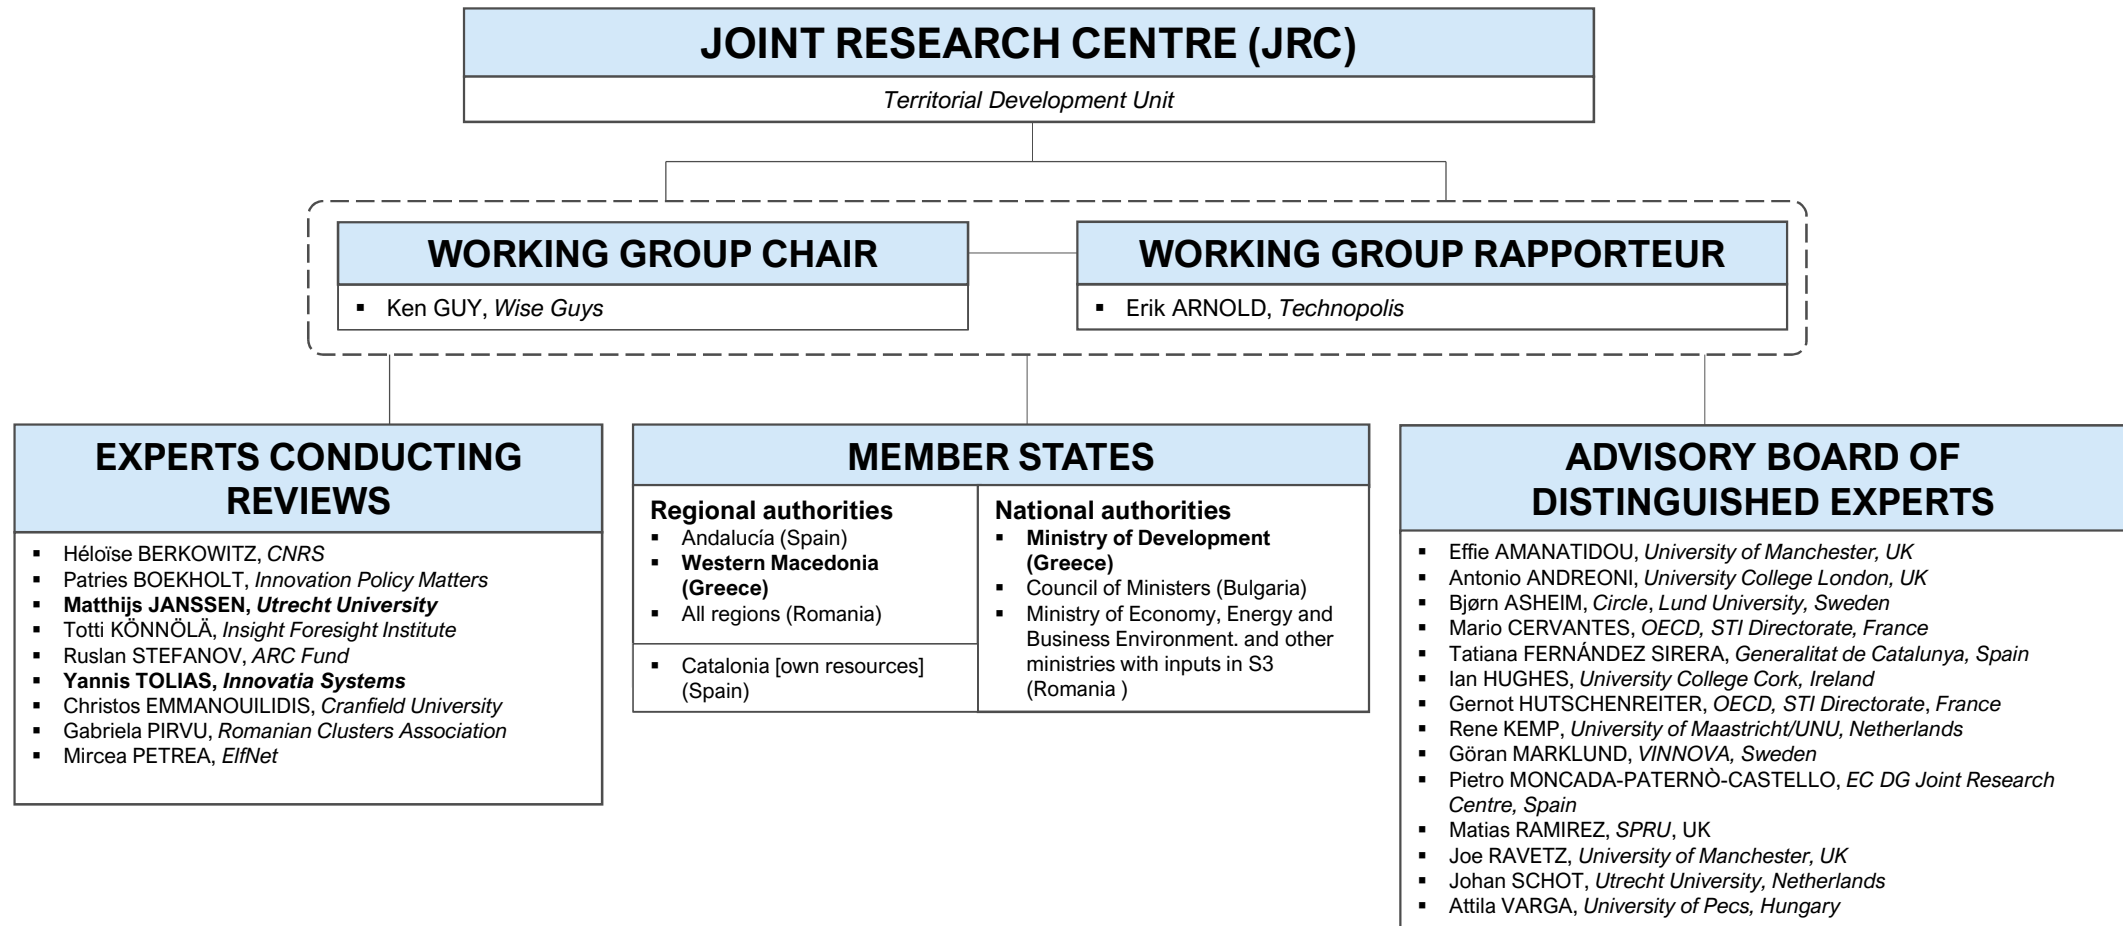 JOINT RESEARCH CENTRE (JRC)
Territorial Development Unit
WORKING GROUP CHAIR
▪ Ken GUY, Wise Guys
WORKING GROUP RAPPORTEUR
▪ Erik ARNOLD, Technopolis
EXPERTS CONDUCTING
REVIEWS
▪ Héloïse BERKOWITZ, CNRS
▪ Patries BOEKHOLT, Innovation Policy Matters
▪ Matthijs JANSSEN, Utrecht University
▪ Totti KÖNNÖLÄ, Insight Foresight Institute
▪ Ruslan STEFANOV, ARC Fund
▪ Yannis TOLIAS, Innovatia Systems
▪ Christos EMMANOUILIDIS, Cranfield University
▪ Gabriela PIRVU, Romanian Clusters Association
▪ Mircea PETREA, ElfNet
MEMBER STATES
Regional authorities
▪ Andalucía (Spain)
▪ Western Macedonia
(Greece)
▪ All regions (Romania)
▪ Catalonia [own resources]
(Spain)
National authorities
▪ Ministry of Development
(Greece)
▪ Council of Ministers (Bulgaria)
▪ Ministry of Economy, Energy and
Business Environment. and other
ministries with inputs in S3
(Romania )
ADVISORY BOARD OF
DISTINGUISHED EXPERTS
▪ Effie AMANATIDOU, University of Manchester, UK
▪ Antonio ANDREONI, University College London, UK
▪ Bjørn ASHEIM, Circle, Lund University, Sweden
▪ Mario CERVANTES, OECD, STI Directorate, France
▪ Tatiana FERNÁNDEZ SIRERA, Generalitat de Catalunya, Spain
▪ Ian HUGHES, University College Cork, Ireland
▪ Gernot HUTSCHENREITER, OECD, STI Directorate, France
▪ Rene KEMP, University of Maastricht/UNU, Netherlands
▪ Göran MARKLUND, VINNOVA, Sweden
▪ Pietro MONCADA-PATERNÒ-CASTELLO, EC DG Joint Research
Centre, Spain
▪ Matias RAMIREZ, SPRU, UK
▪ Joe RAVETZ, University of Manchester, UK
▪ Johan SCHOT, Utrecht University, Netherlands
▪ Attila VARGA, University of Pecs, Hungary